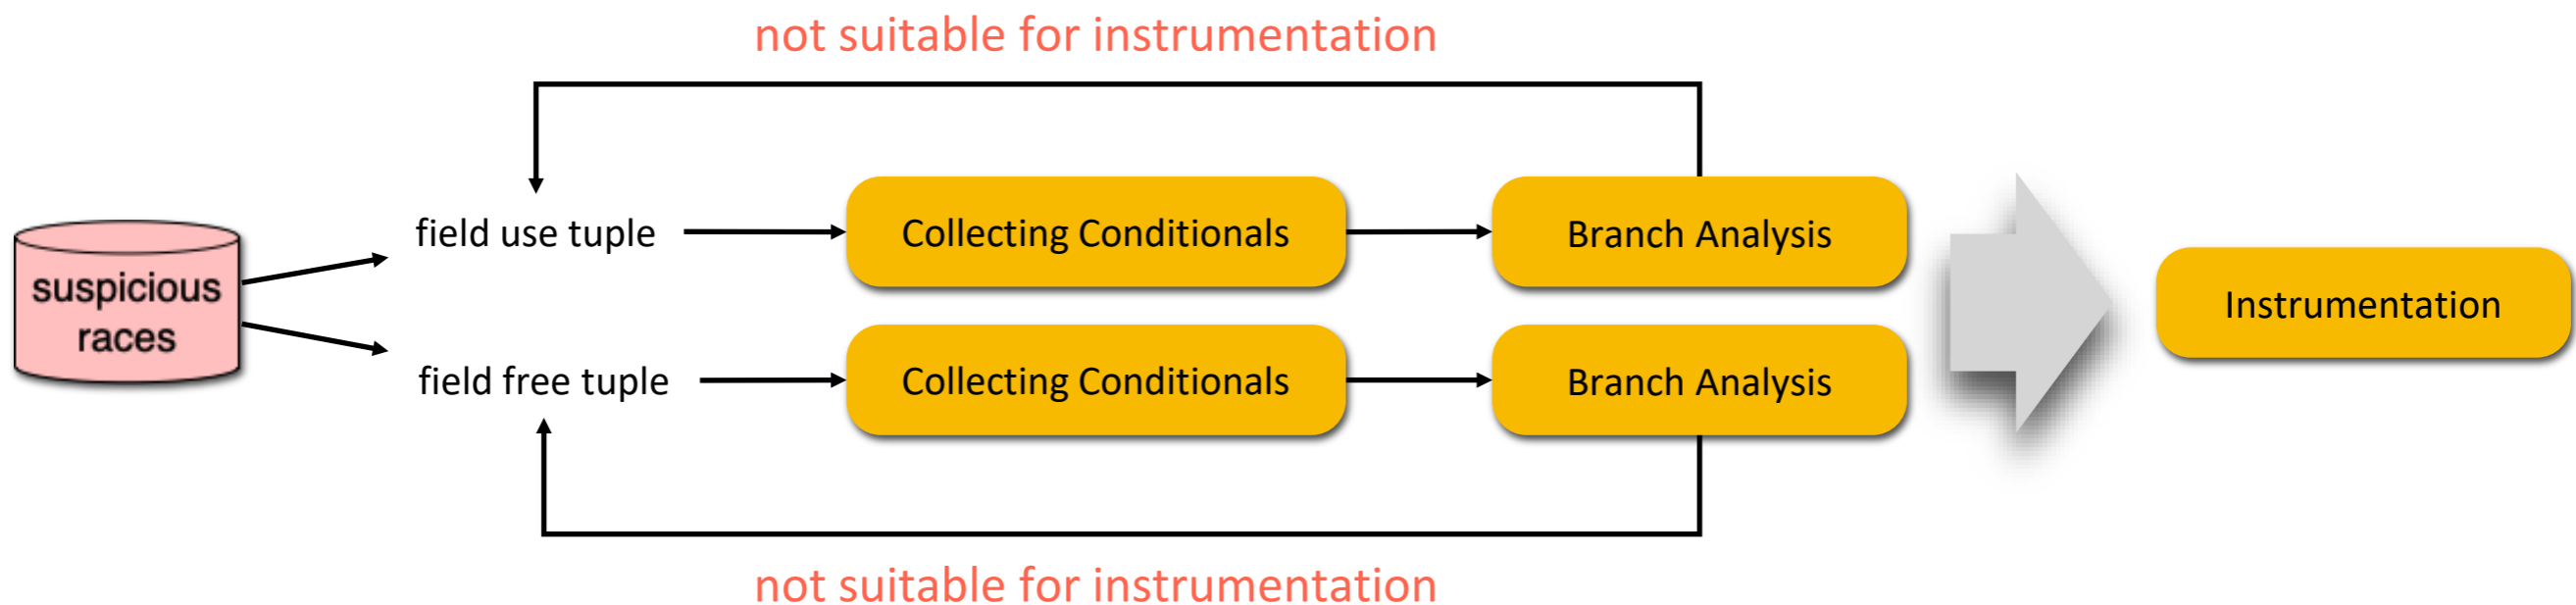 not suitable for instrumentation
suspicious
races
field use tuple
Collecting Conditionals
Branch Analysis
field free tuple
Collecting Conditionals
Branch Analysis
Instrumentation
not suitable for instrumentation